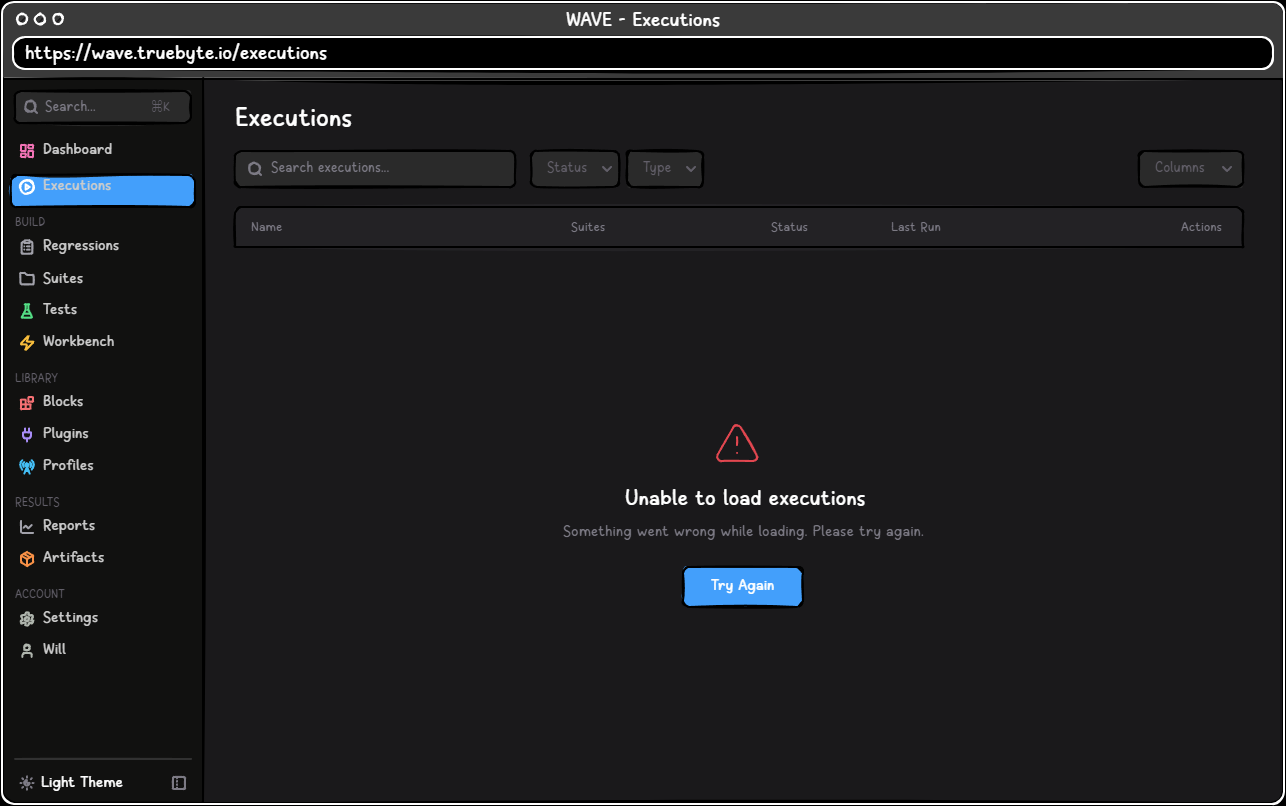 WAVE - Executions
https://wave.truebyte.io/executions
Search... ⌘K
Dashboard
Executions
BUILD
Regressions
Suites
Tests
Workbench
LIBRARY
Blocks
Plugins
Profiles
RESULTS
Reports
Artifacts
ACCOUNT
Settings
Will
Light Theme
Executions
Search executions... Status Type Columns
Name Suites Status Last Run Actions
Unable to load executions
Something went wrong while loading. Please try again.
Try Again